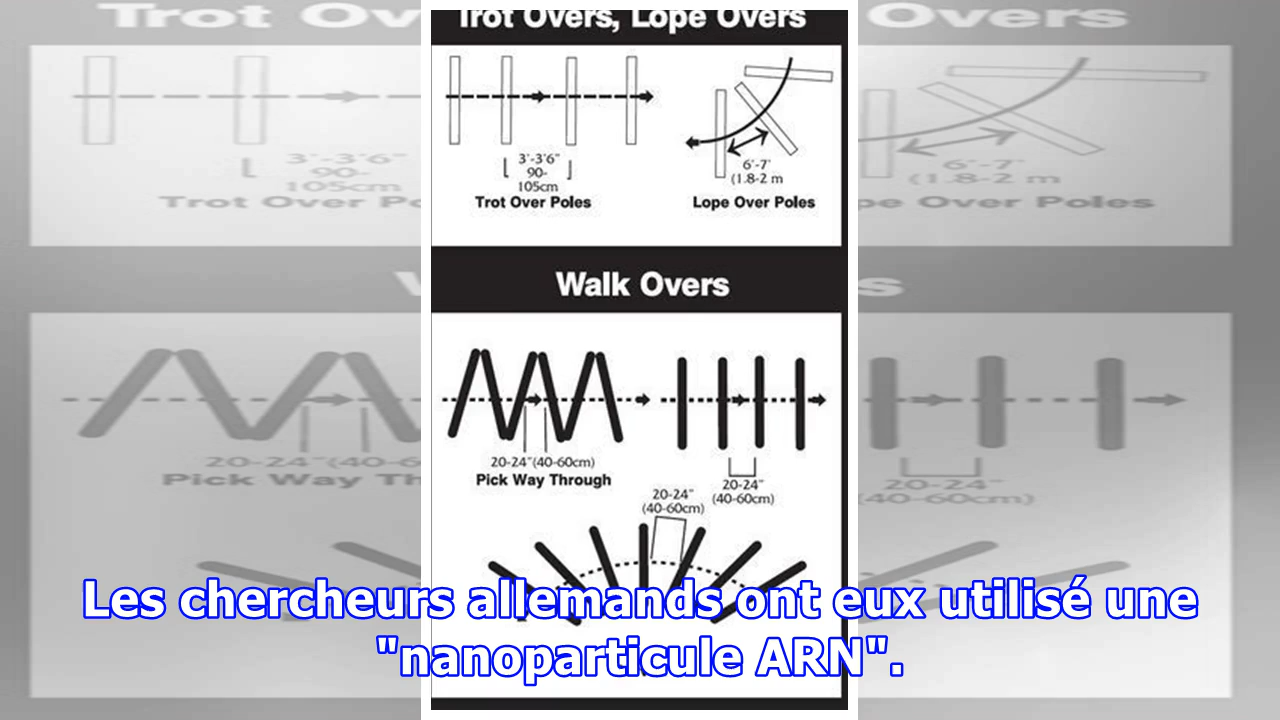 Trot Overs, Lope Overs
3'-3'6"
90-
105cm
Trot Over Poles
6'-7'
(1.8-2 m
Lope Over Poles
Walk Overs
20-24"(40-60cm)
Pick Way Through
20-24"
(40-60cm)
20-24"
(40-60cm)
Les chercheurs allemands ont eux utilisé une
"nanoparticule ARN".